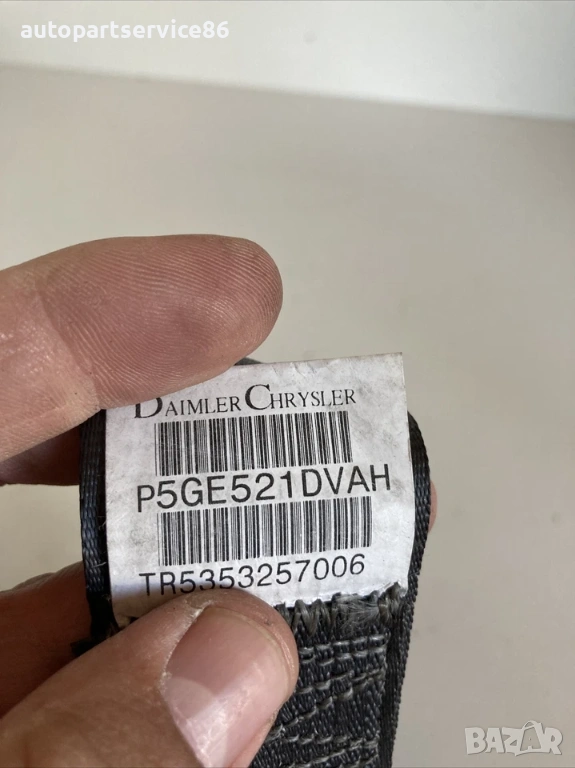 autopartservice86
DAIMLER CHRYSLER
P5GE521DVAH
TR5353257006
BAZAR